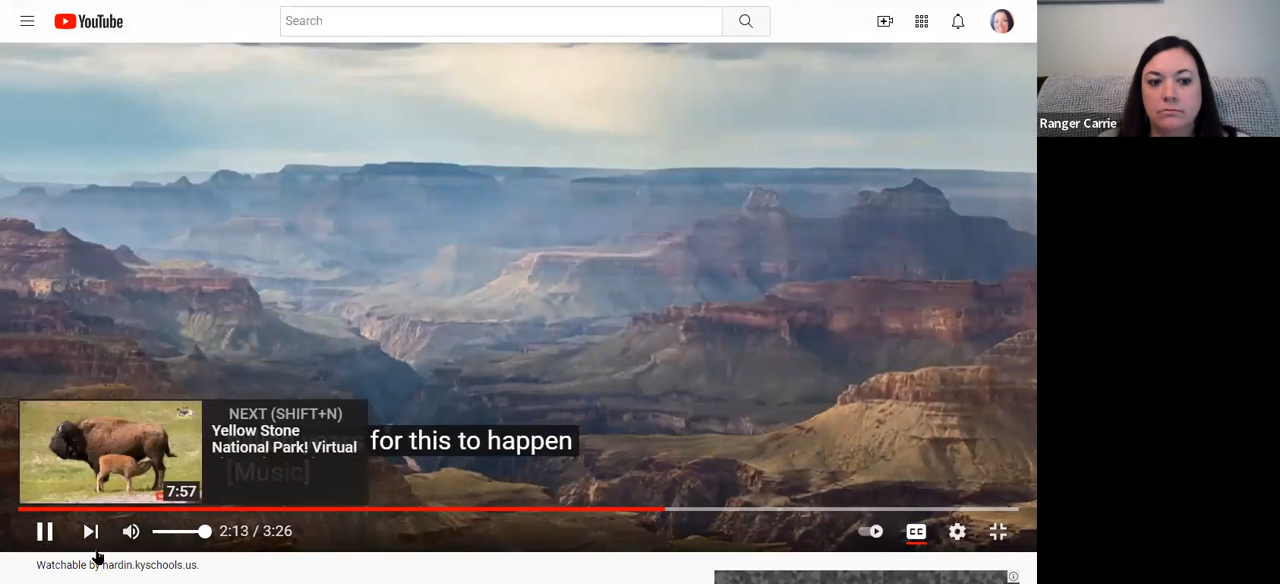 YouTube
Search
Ranger Carrie
NEXT (SHIFT+N)
Yellow Stone
National Park! Virtual
for this to happen
[Music]
7:57
2:13 / 3:26
CC
Watchable by hardin.kyschools.us.